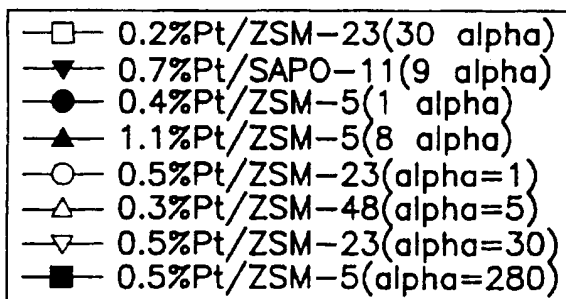 0.2%Pt/ZSM-23(30 alpha)
0.7%Pt/SAPO-11(9 alpha)
0.4%Pt/ZSM-5(1 alpha)
1.1%Pt/ZSM-5(8 alpha)
0.5%Pt/ZSM-23(alpha=1)
0.3%Pt/ZSM-48(alpha=5)
0.5%Pt/ZSM-23(alpha=30)
0.5%Pt/ZSM-5(alpha=280)